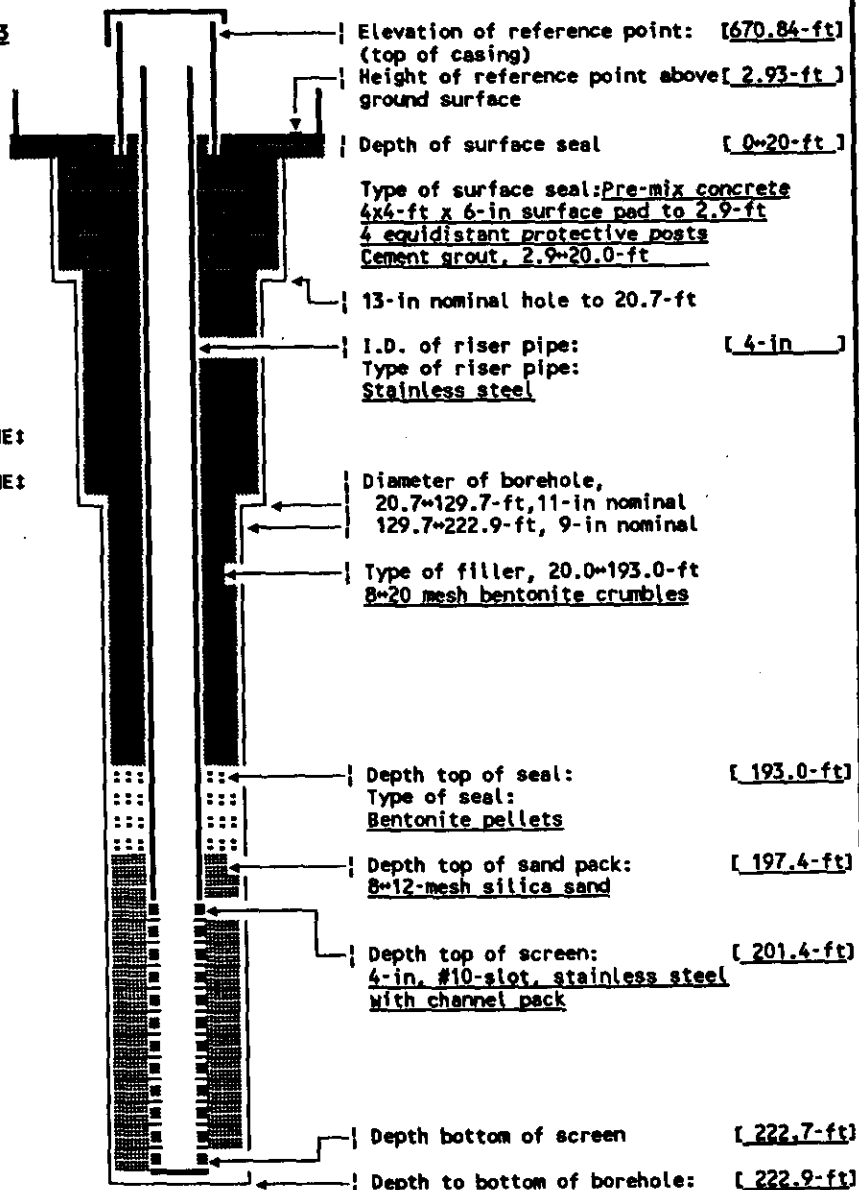 3
Elevation of reference point: [670.84-ft]
(top of casing)
Height of reference point above[ 2.93-ft ]
ground surface
Depth of surface seal [ 0↔20-ft ]
Type of surface seal:Pre-mix concrete
4x4-ft x 6-in surface pad to 2.9-ft
4 equidistant protective posts
Cement grout, 2.9↔20.0-ft
13-in nominal hole to 20.7-ft
I.D. of riser pipe: [ 4-in ]
Type of riser pipe:
Stainless steel
E‡
E‡
Diameter of borehole,
20.7↔129.7-ft,11-in nominal
129.7↔222.9-ft, 9-in nominal
Type of filler, 20.0↔193.0-ft
8↔20 mesh bentonite crumbles
Depth top of seal: [ 193.0-ft]
Type of seal:
Bentonite pellets
Depth top of sand pack: [ 197.4-ft]
8↔12-mesh silica sand
Depth top of screen: [ 201.4-ft]
4-in, #10-slot, stainless steel
with channel pack
Depth bottom of screen [ 222.7-ft]
Depth to bottom of borehole: [ 222.9-ft]